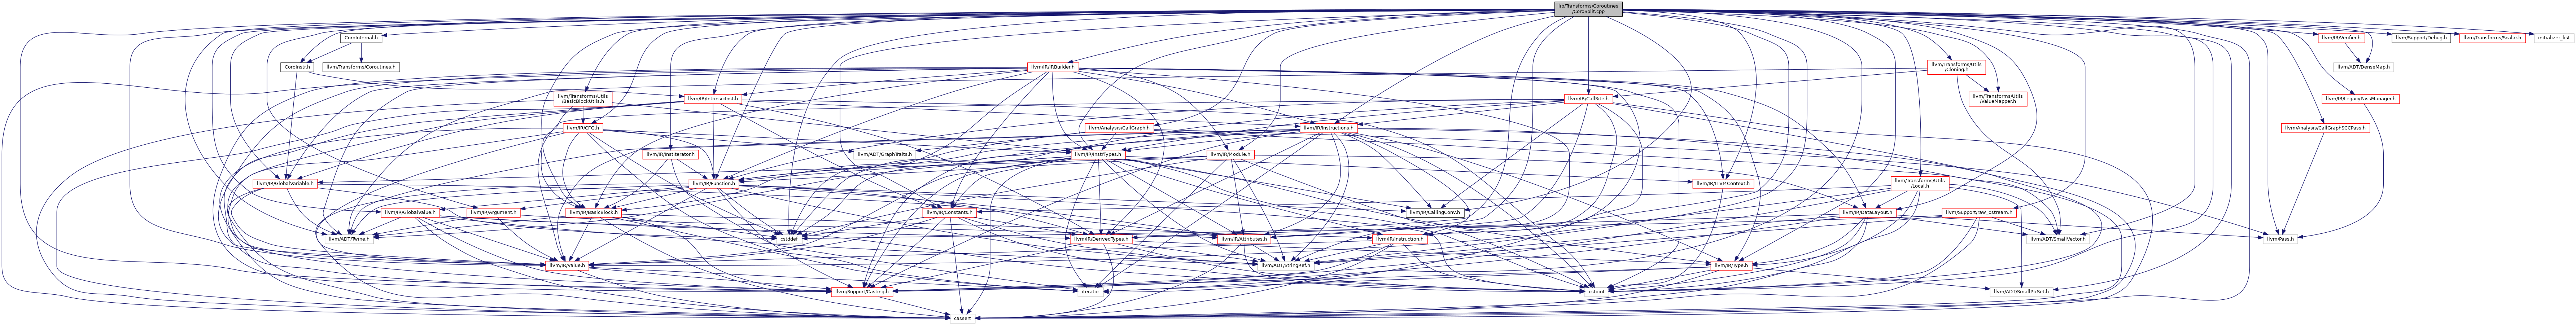 lib/Transforms/Coroutines
/CoroSplit.cpp
CoroInternal.h
llvm/IR/Verifier.h
llvm/Support/Debug.h
llvm/Transforms/Scalar.h
initializer_list
CoroInstr.h
llvm/Transforms/Coroutines.h
llvm/IR/IRBuilder.h
llvm/Transforms/Utils
/Cloning.h
llvm/ADT/DenseMap.h
llvm/Transforms/Utils
/BasicBlockUtils.h
llvm/IR/IntrinsicInst.h
llvm/IR/CallSite.h
llvm/Transforms/Utils
/ValueMapper.h
llvm/IR/LegacyPassManager.h
llvm/IR/CFG.h
llvm/Analysis/CallGraph.h
llvm/IR/Instructions.h
llvm/Analysis/CallGraphSCCPass.h
llvm/IR/InstIterator.h
llvm/ADT/GraphTraits.h
llvm/IR/InstrTypes.h
llvm/IR/Module.h
llvm/IR/GlobalVariable.h
llvm/IR/Function.h
llvm/IR/LLVMContext.h
llvm/Transforms/Utils
/Local.h
llvm/IR/GlobalValue.h
llvm/IR/Argument.h
llvm/IR/BasicBlock.h
llvm/IR/Constants.h
llvm/IR/CallingConv.h
llvm/IR/DataLayout.h
llvm/Support/raw_ostream.h
llvm/ADT/Twine.h
cstddef
llvm/IR/DerivedTypes.h
llvm/IR/Attributes.h
llvm/IR/Instruction.h
llvm/ADT/SmallVector.h
llvm/Pass.h
llvm/IR/Value.h
llvm/ADT/StringRef.h
llvm/IR/Type.h
llvm/Support/Casting.h
iterator
cstdint
llvm/ADT/SmallPtrSet.h
cassert